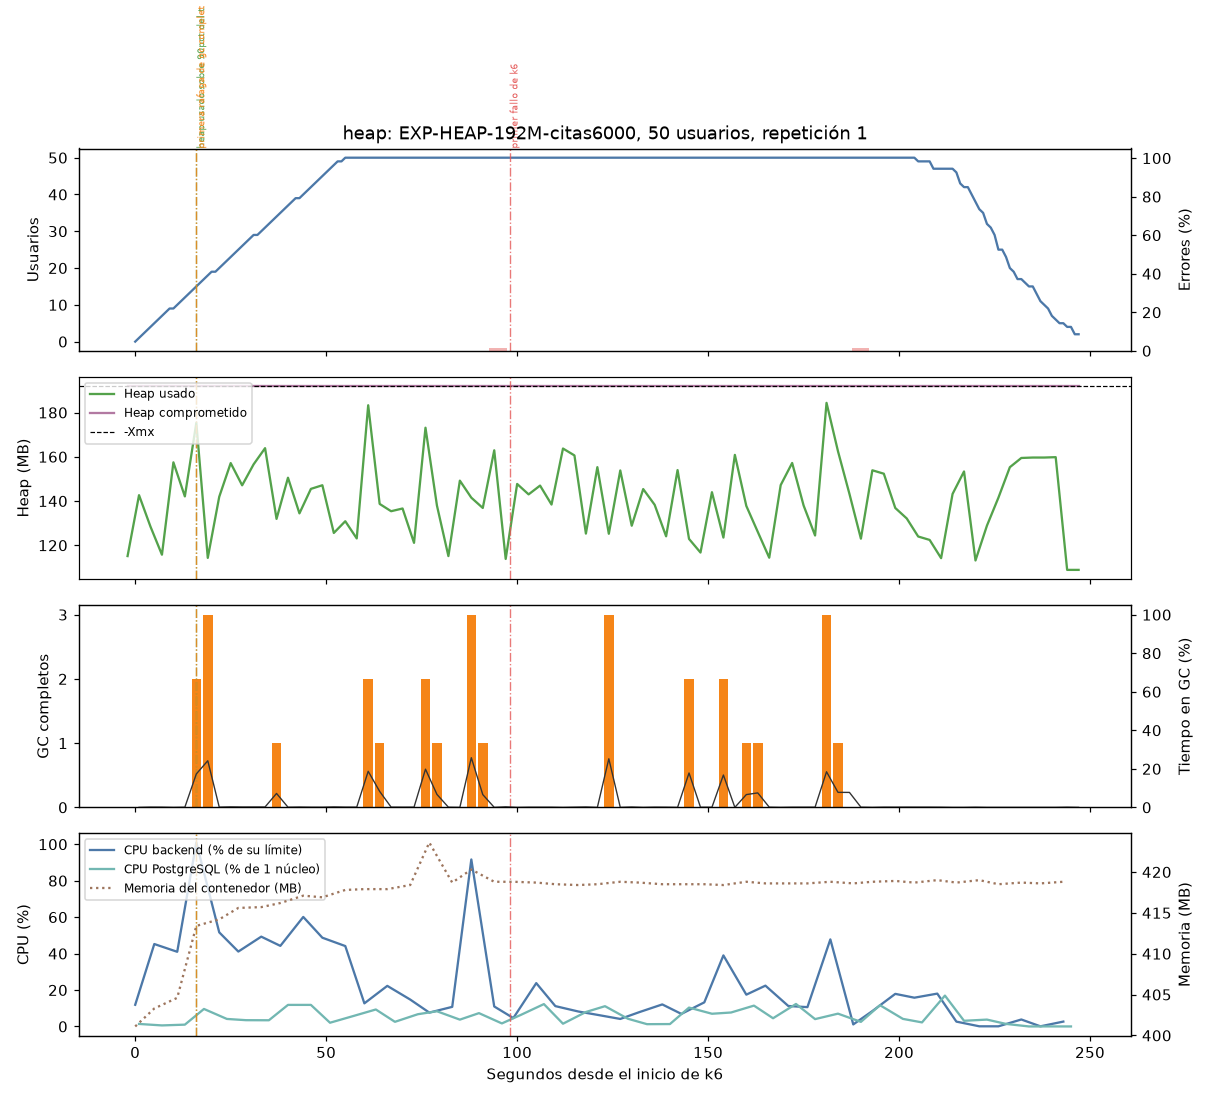 primer fallo de k6
heap: EXP-HEAP-192M-citas6000, 50 usuarios, repetición 1
Usuarios
50
40
30
20
10
0
Errores (%)
100
80
60
40
20
0
Heap (MB)
180
160
140
120
Heap usado
Heap comprometido
-Xmx
GC completos
3
2
1
0
Tiempo en GC (%)
100
80
60
40
20
0
CPU (%)
100
80
60
40
20
0
CPU backend (% de su límite)
CPU PostgreSQL (% de 1 núcleo)
Memoria del contenedor (MB)
Memoria (MB)
420
415
410
405
400
0
50
100
150
200
250
Segundos desde el inicio de k6